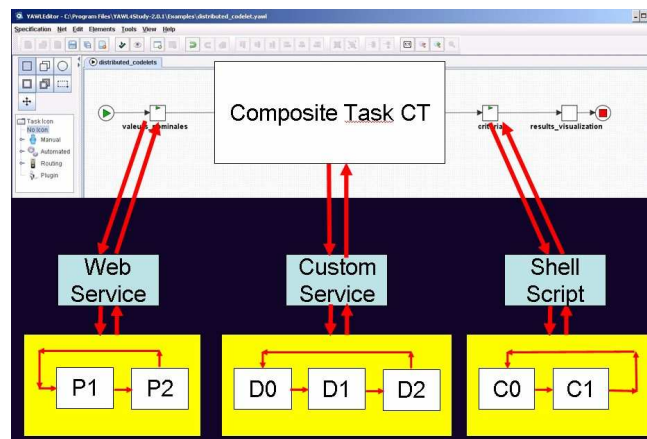 YAWLEditor - C:\Program Files\YAWL4Study-2.0.1\Examples\distributed_codelet.yawl
Specification Net Edit Elements Tools View Help
distributed_codelets
Composite Task CT
Task Icon
No Icon
Manual
Automated
Routing
Plugin
criteria
results_visualization
Web
Service
Custom
Service
Shell
Script
P1 P2
D0 D1 D2
C0 C1